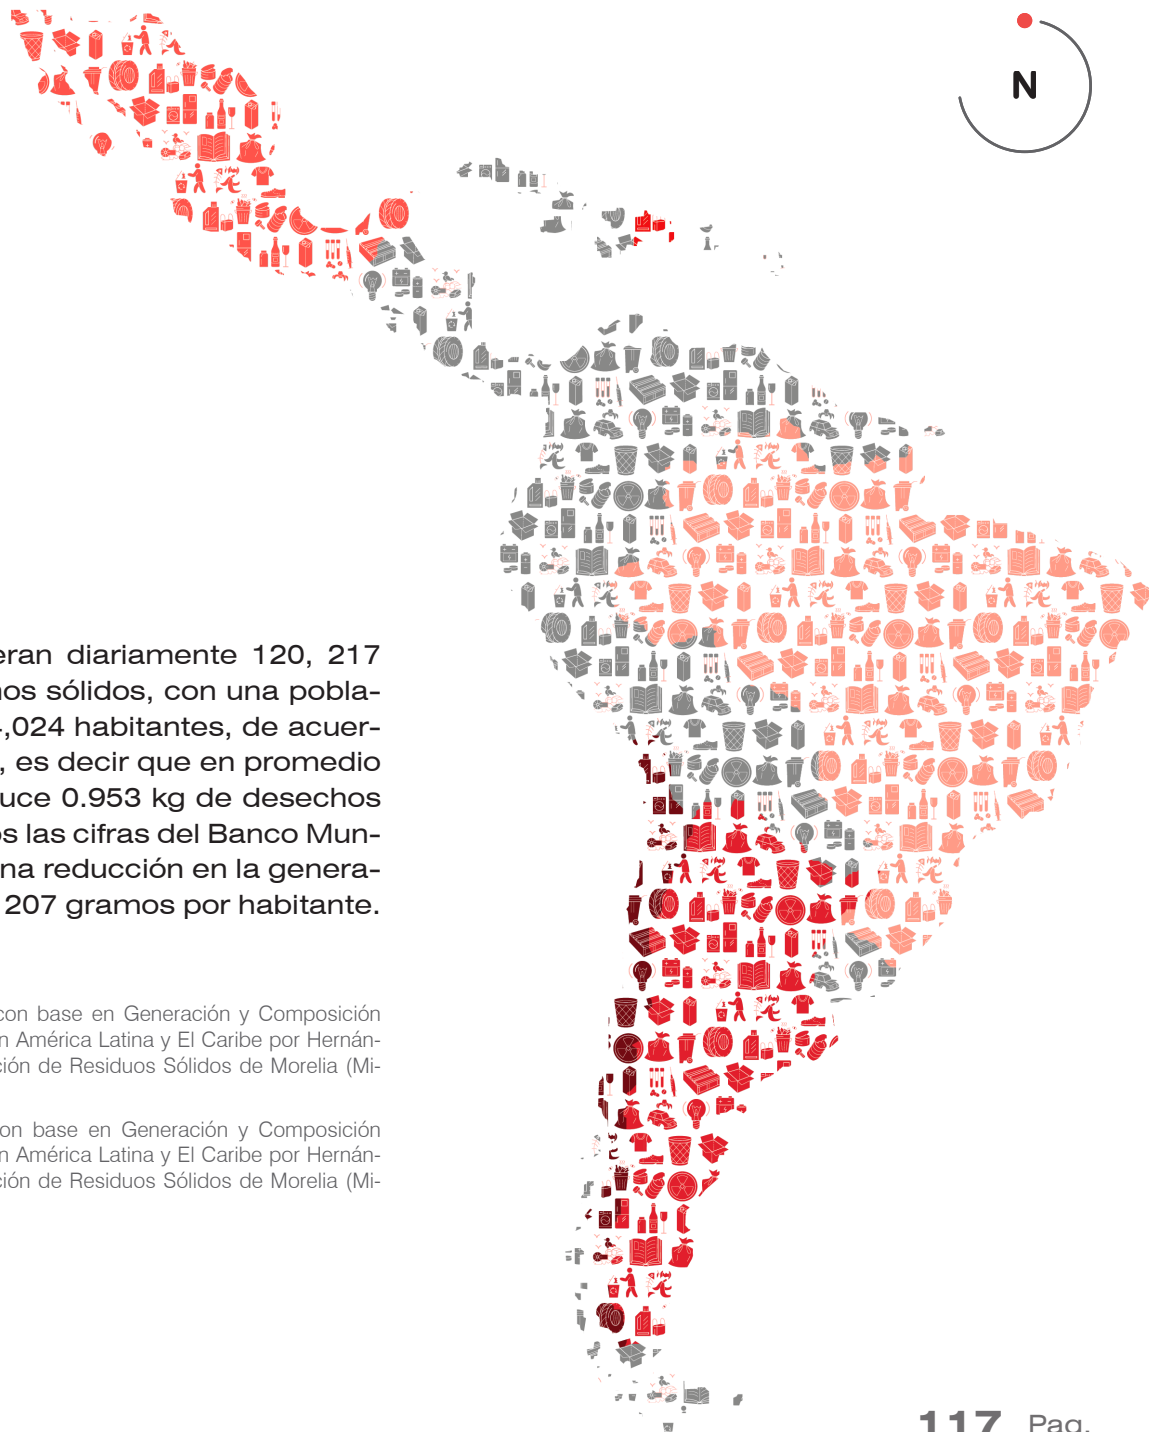 N
eran diariamente 120, 217
nos sólidos, con una pobla-
4,024 habitantes, de acuer-
, es decir que en promedio
uce 0.953 kg de desechos
os las cifras del Banco Mun-
na reducción en la genera-
207 gramos por habitante.
con base en Generación y Composición
n América Latina y El Caribe por Hernán-
ción de Residuos Sólidos de Morelia (Mi-
on base en Generación y Composición
n América Latina y El Caribe por Hernán-
ción de Residuos Sólidos de Morelia (Mi-
117 Pag.